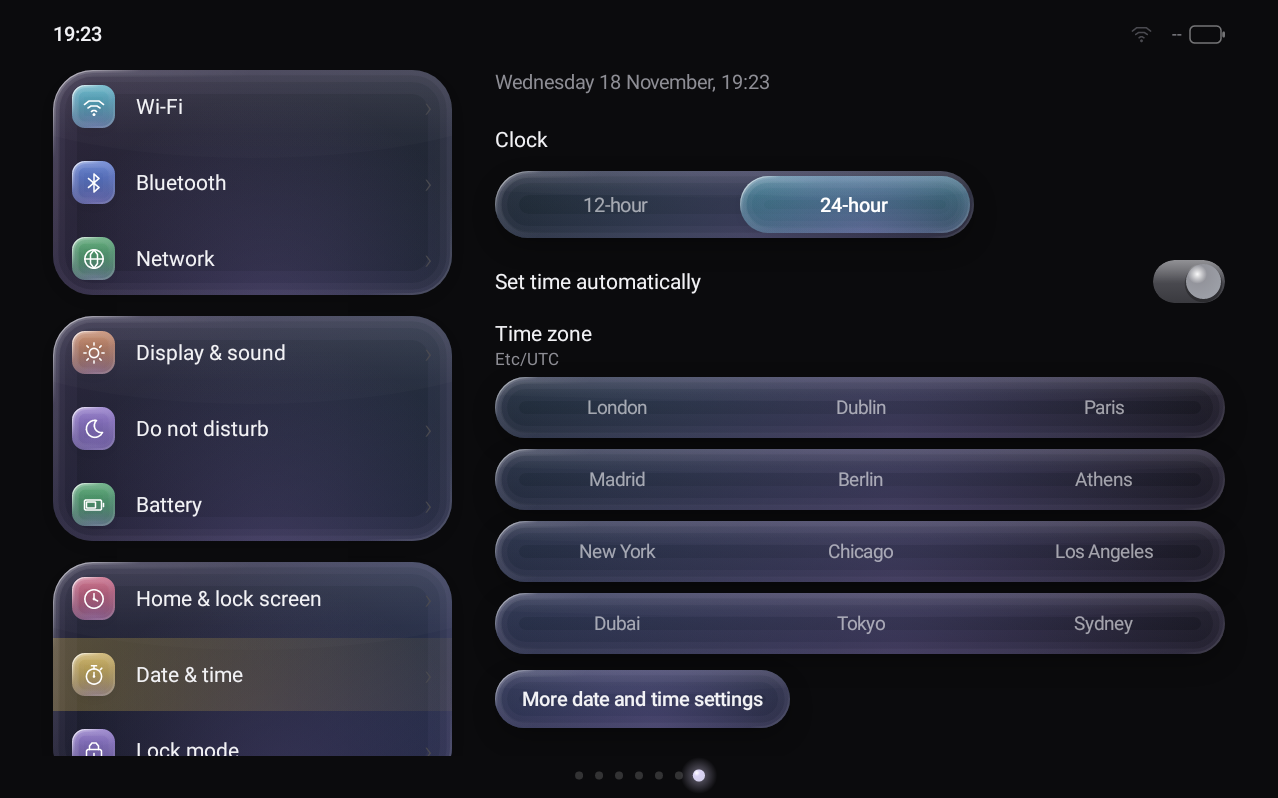 19:23
--
Wi-Fi
Bluetooth
Network
Display & sound
Do not disturb
Battery
Home & lock screen
Date & time
Lock mode
Wednesday 18 November, 19:23
Clock
12-hour 24-hour
Set time automatically
Time zone
Etc/UTC
London Dublin Paris
Madrid Berlin Athens
New York Chicago Los Angeles
Dubai Tokyo Sydney
More date and time settings